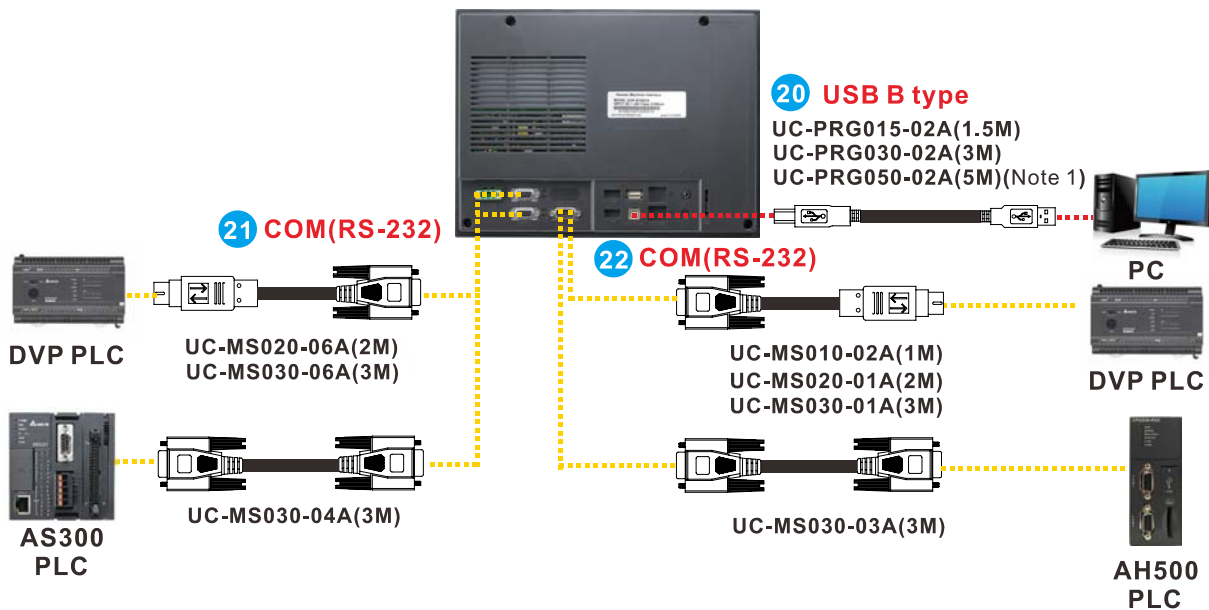 20 USB B type
UC-PRG015-02A(1.5M)
UC-PRG030-02A(3M)
UC-PRG050-02A(5M)(Note 1)
PC
21 COM(RS-232)
DVP PLC
UC-MS020-06A(2M)
UC-MS030-06A(3M)
AS300
PLC
UC-MS030-04A(3M)
22 COM(RS-232)
UC-MS010-02A(1M)
UC-MS020-01A(2M)
UC-MS030-01A(3M)
DVP PLC
UC-MS030-03A(3M)
AH500
PLC